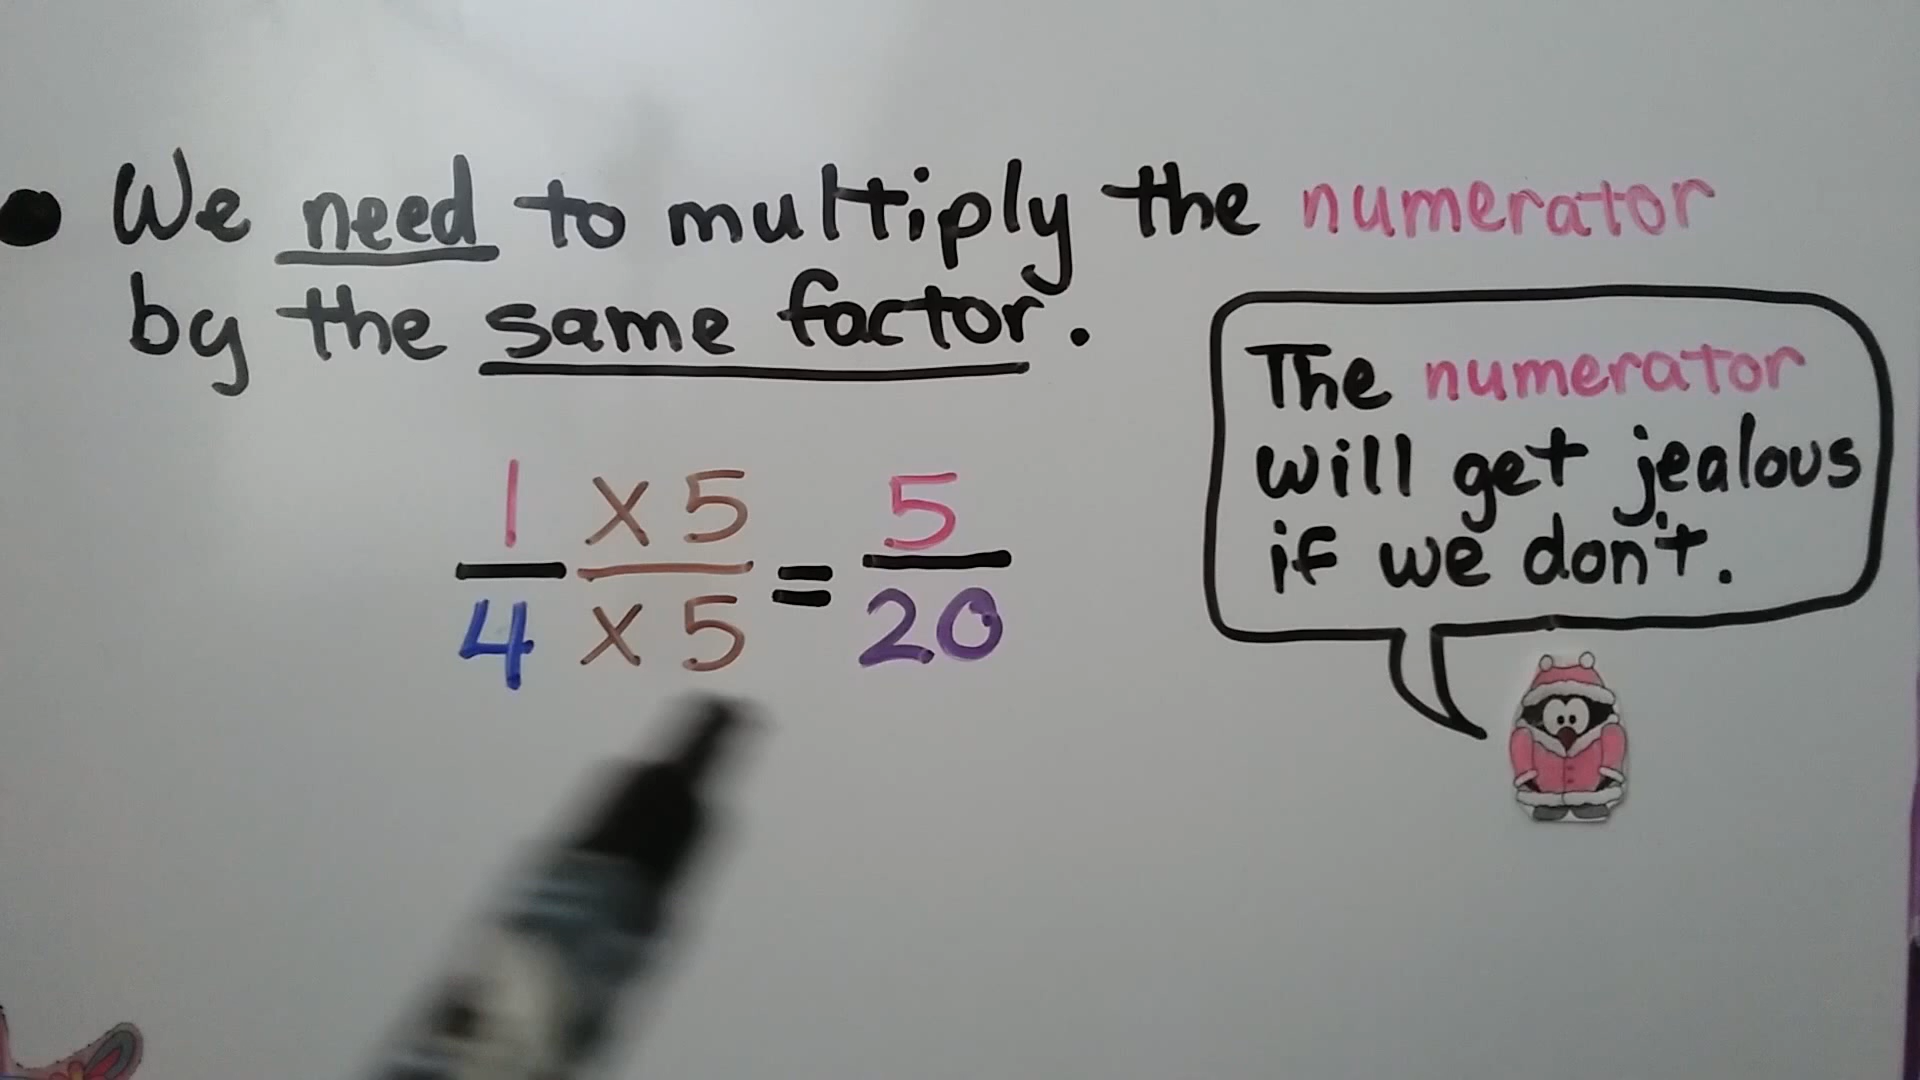 • We need to multiply the numerator
by the same factor.
The numerator
will get jealous
if we don't.
1 x 5 = 5
4 x 5 20